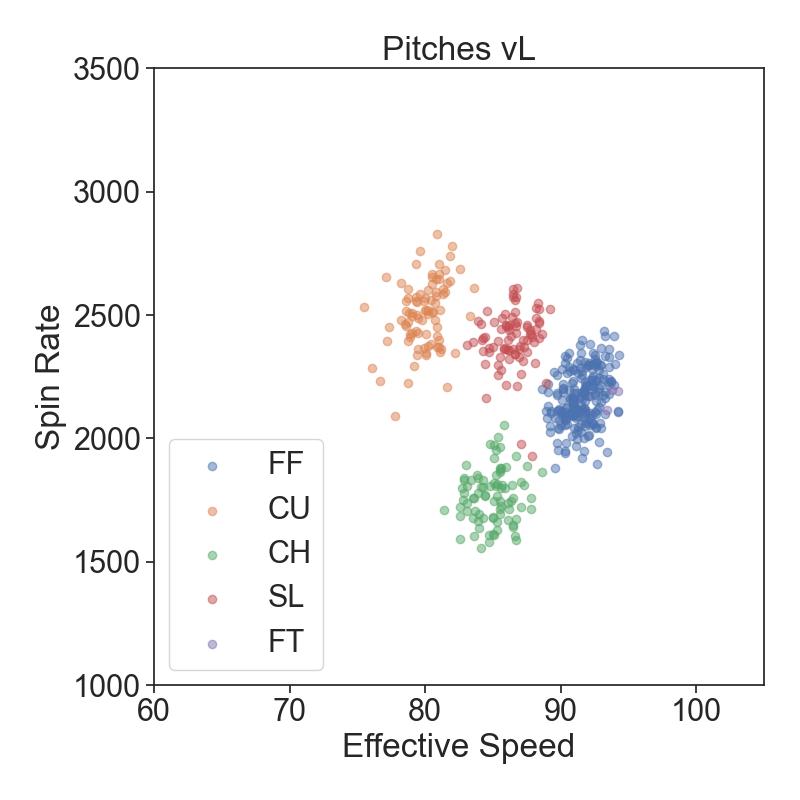 Pitches vL
3500
3000
2500
2000
1500
1000
Spin Rate
FF
CU
CH
SL
FT
60 70 80 90 100
Effective Speed